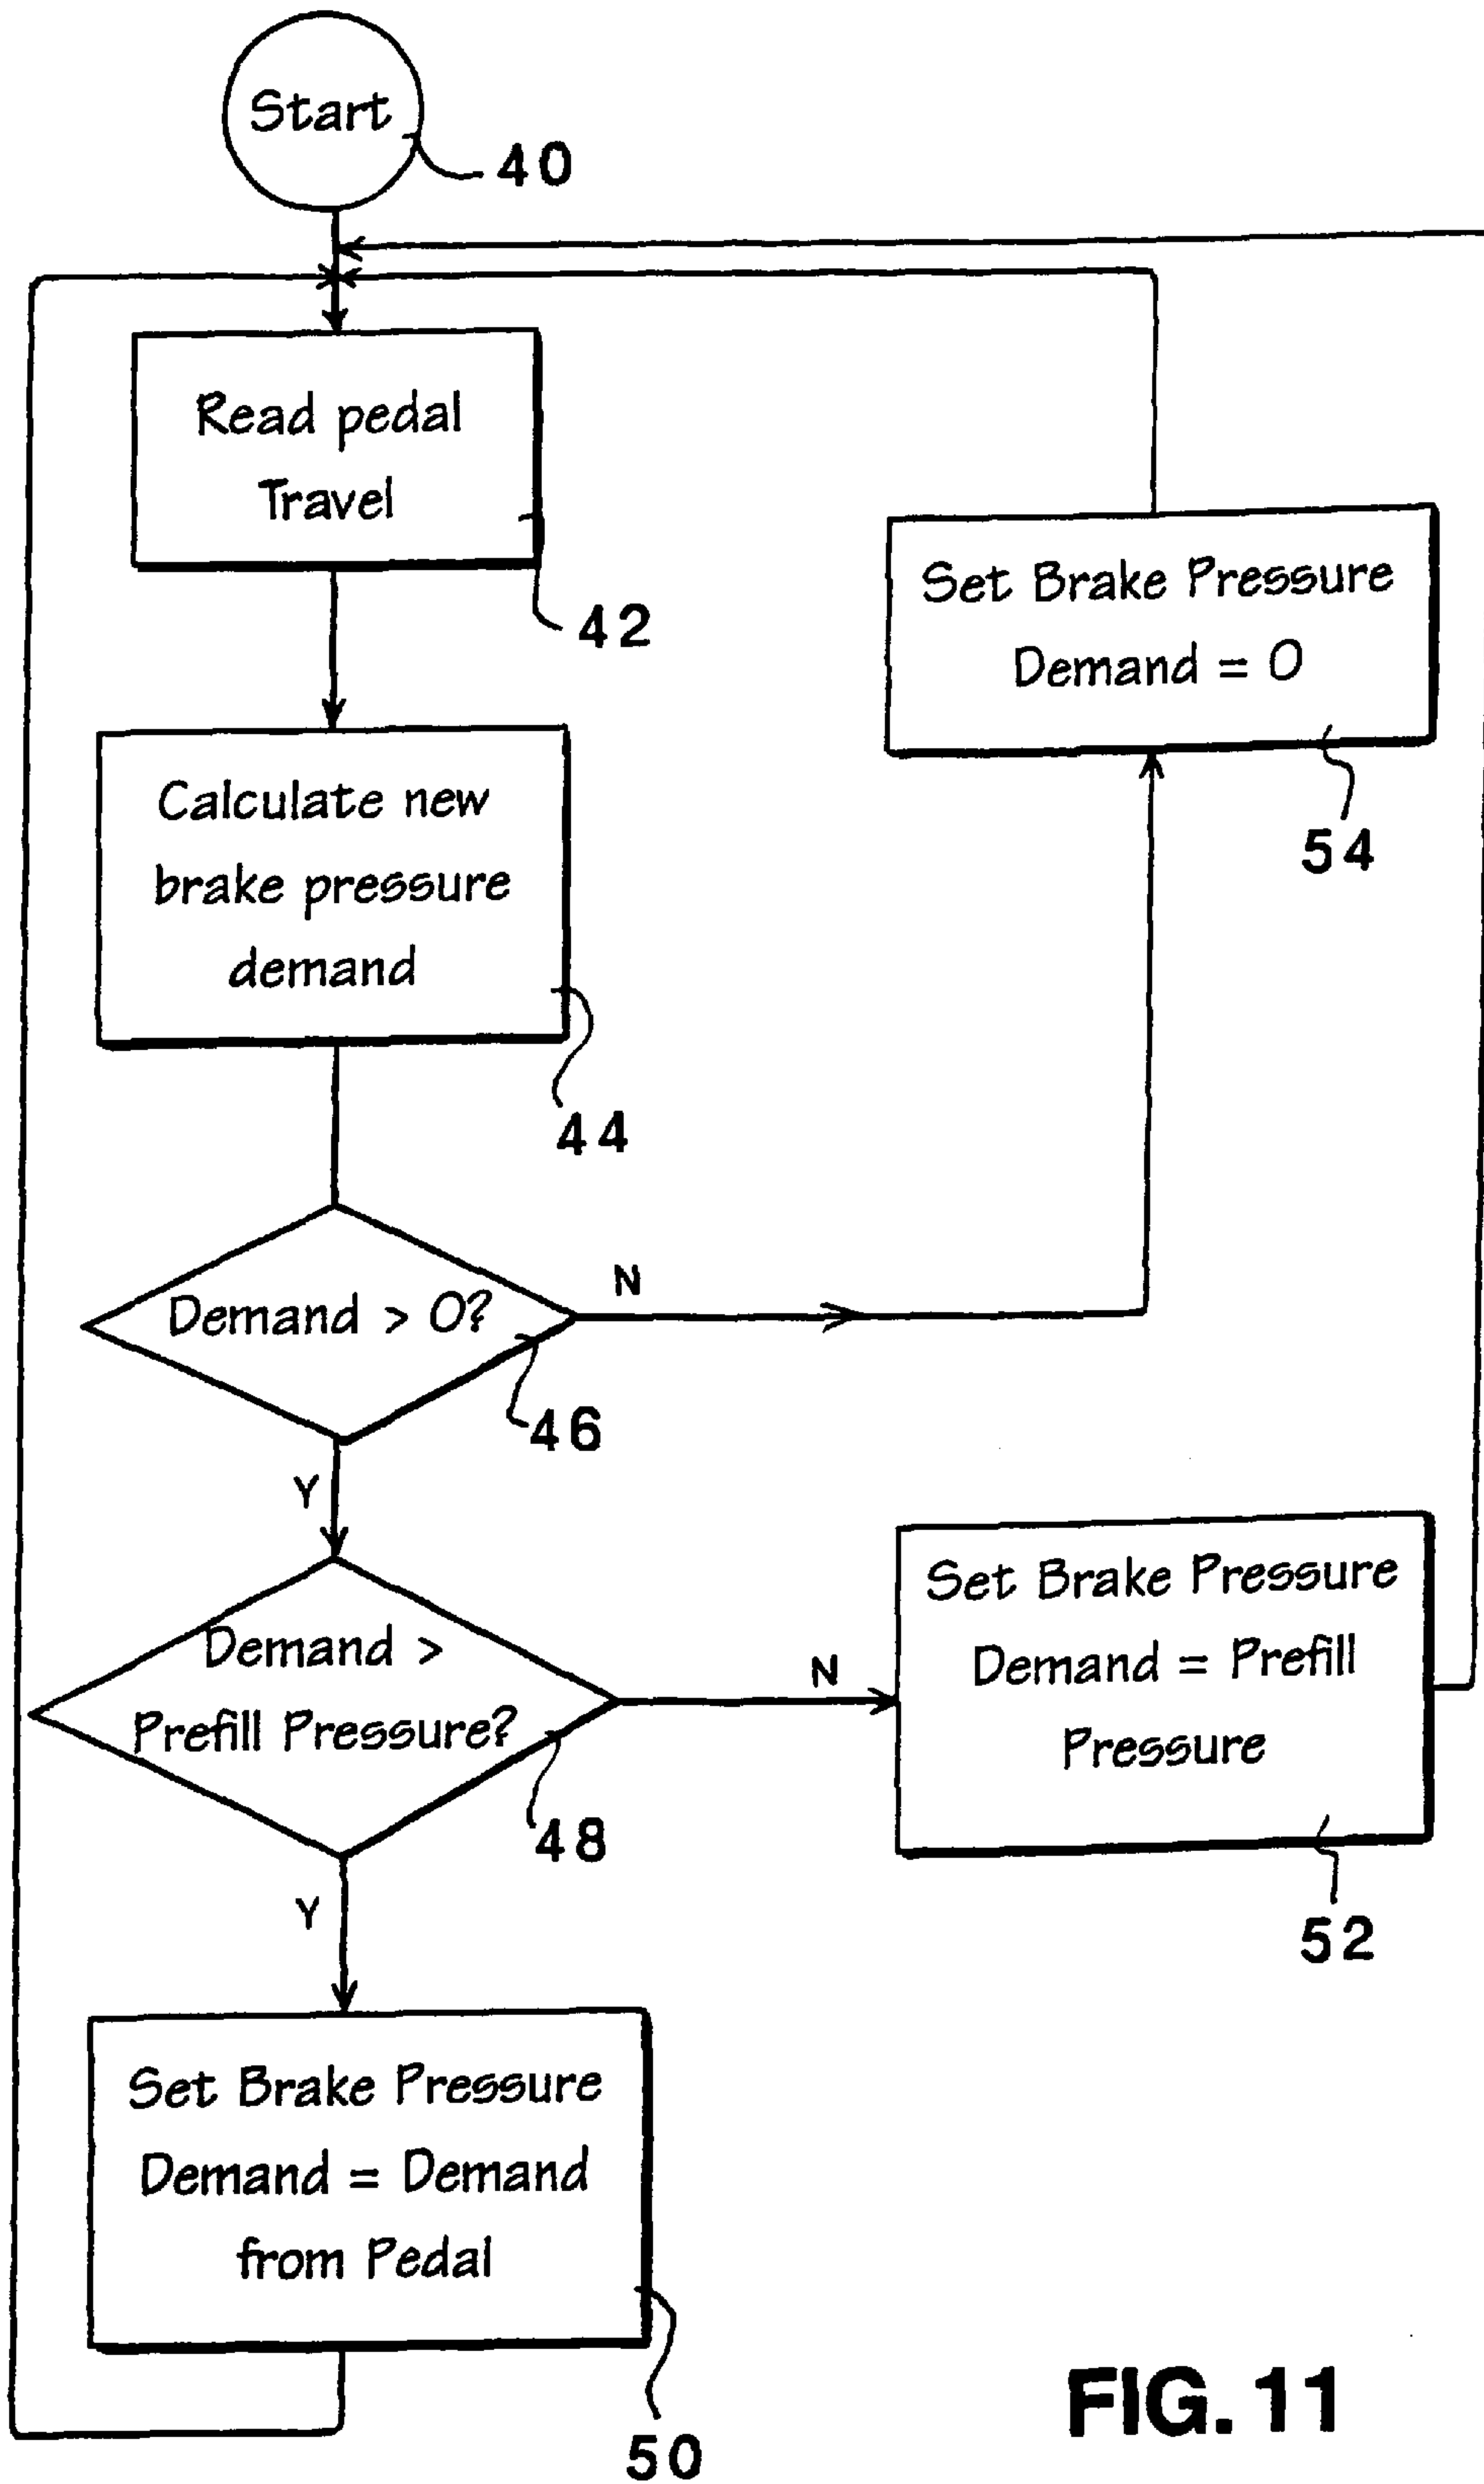 Start
40
Read pedal
Travel
42
Set Brake Pressure
Demand = 0
54
Calculate new
brake pressure
demand
44
Demand > 0?
N
46
Y
Demand >
Prefill Pressure?
N
48
Set Brake Pressure
Demand = Prefill
Pressure
52
Y
Set Brake Pressure
Demand = Demand
from Pedal
50
FIG. 11